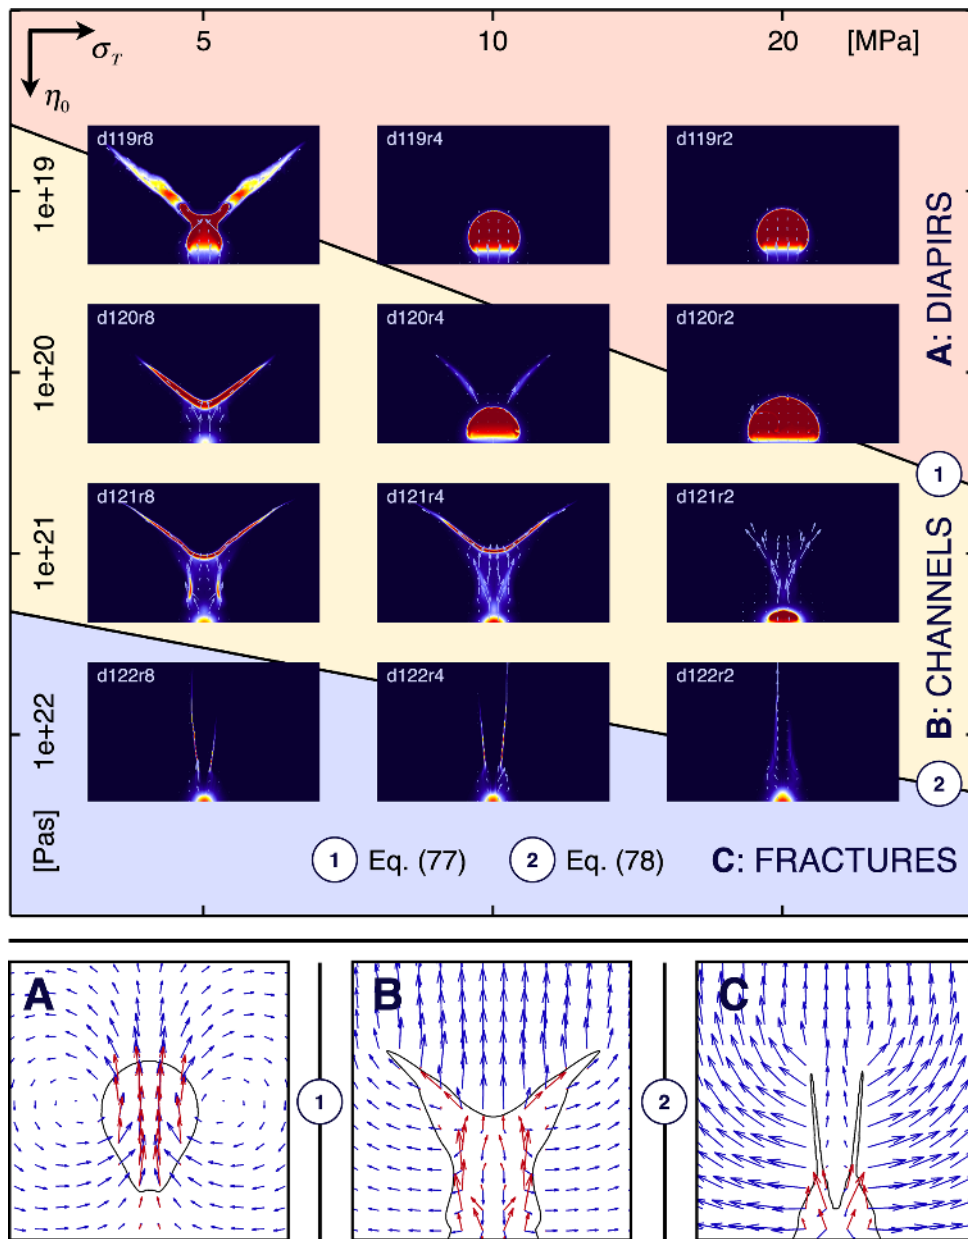 σT 5 10 20 [MPa]
η0
d119r8 d119r4 d119r2
1e+19
A: DIAPIRS
d120r8 d120r4 d120r2
1e+20
1
d121r8 d121r4 d121r2
1e+21
B: CHANNELS
d122r8 d122r4 d122r2
1e+22
2
[Pas]
1 Eq. (77) 2 Eq. (78) C: FRACTURES
A B C
1 2